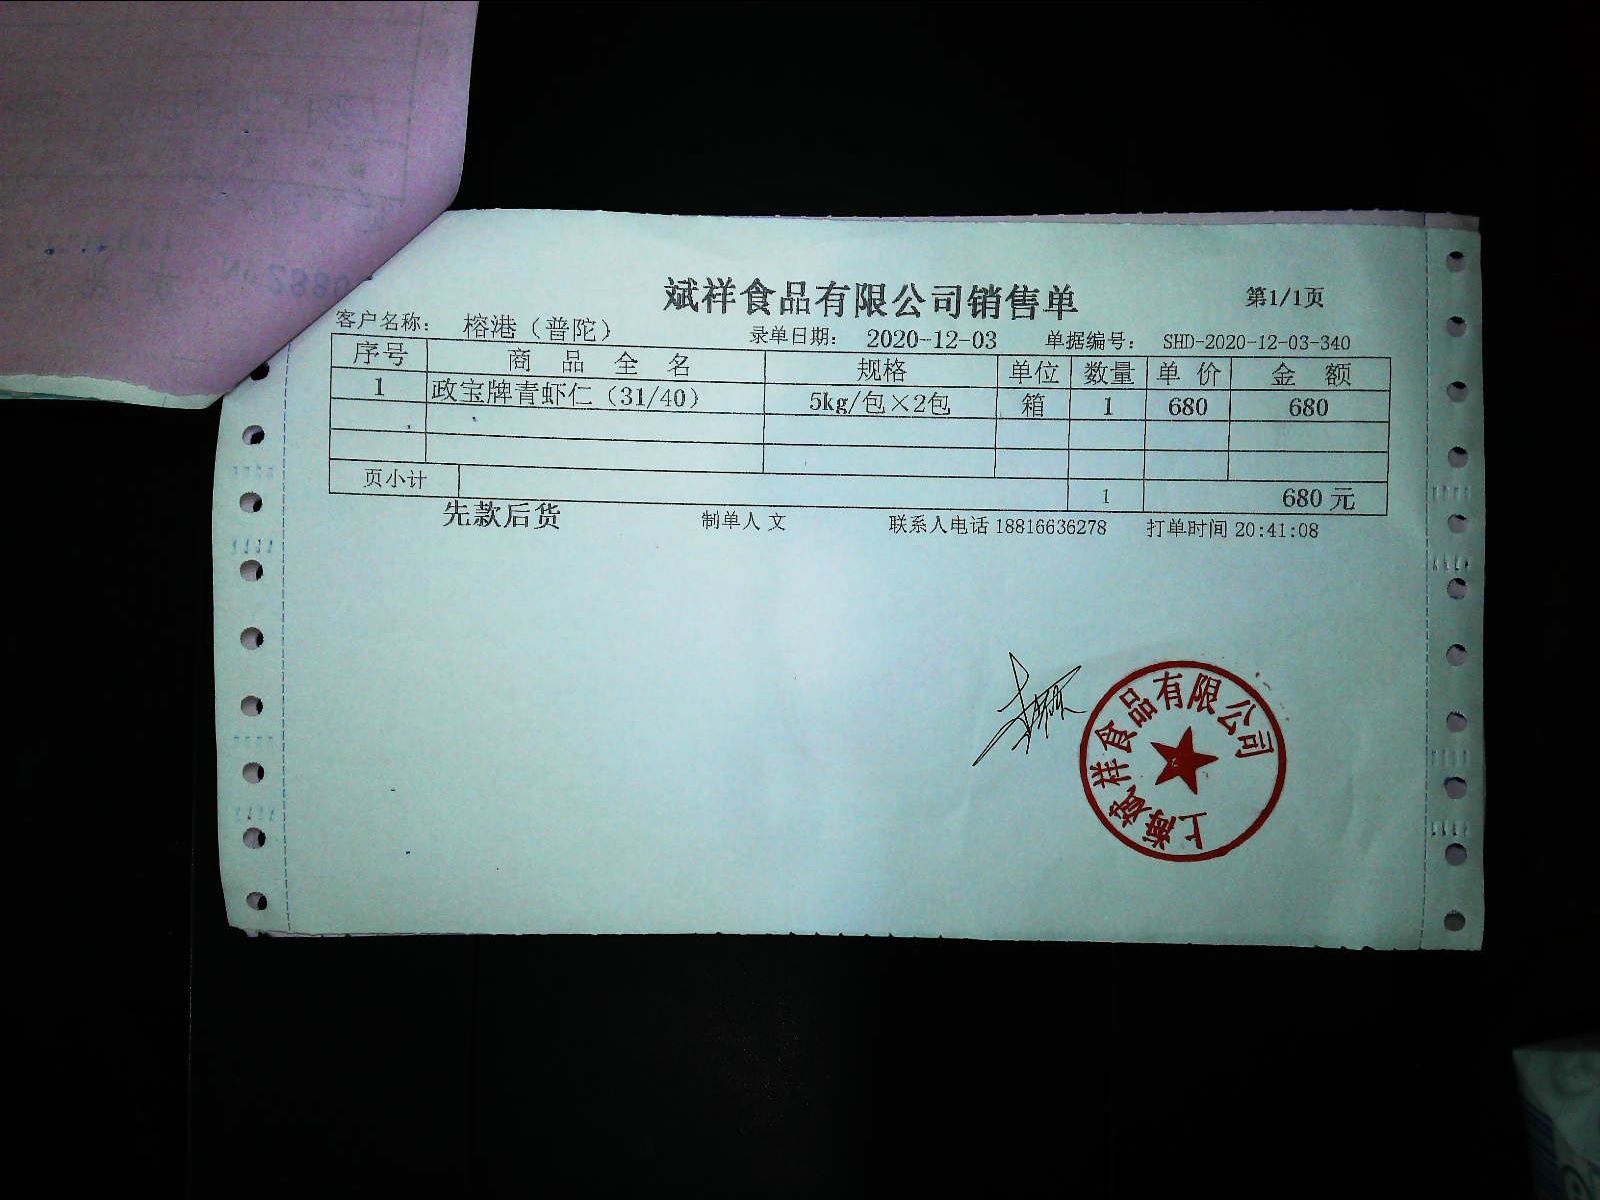 斌祥食品有限公司销售单
第1/1页
客户名称： 榕港（普陀） 录单日期： 2020-12-03 单据编号： SHD-2020-12-03-340
序号 商品全名 规格 单位 数量 单价 金额
1 政宝牌青虾仁（31/40） 5kg/包×2包 箱 1 680 680
页小计 1 680元
先款后货 制单人 文 联系人电话 18816636278 打单时间 20:41:08
祥食品有限公司
上海